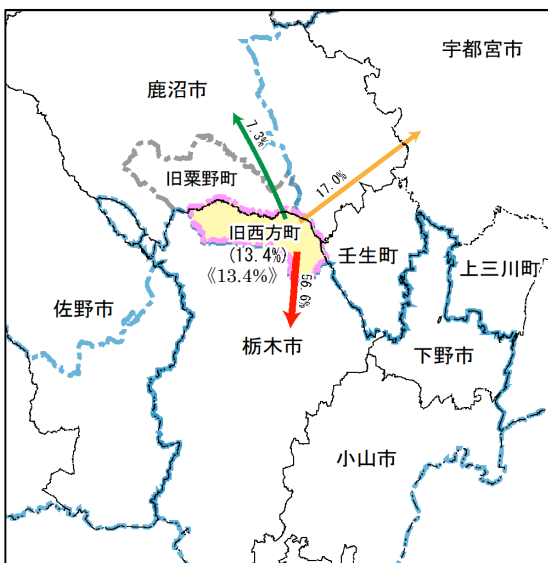 宇都宮市
鹿沼市
7.3%
17.0%
旧粟野町
旧西方町
(13.4%)
《13.4%》
壬生町
上三川町
56.6%
佐野市
栃木市
下野市
小山市